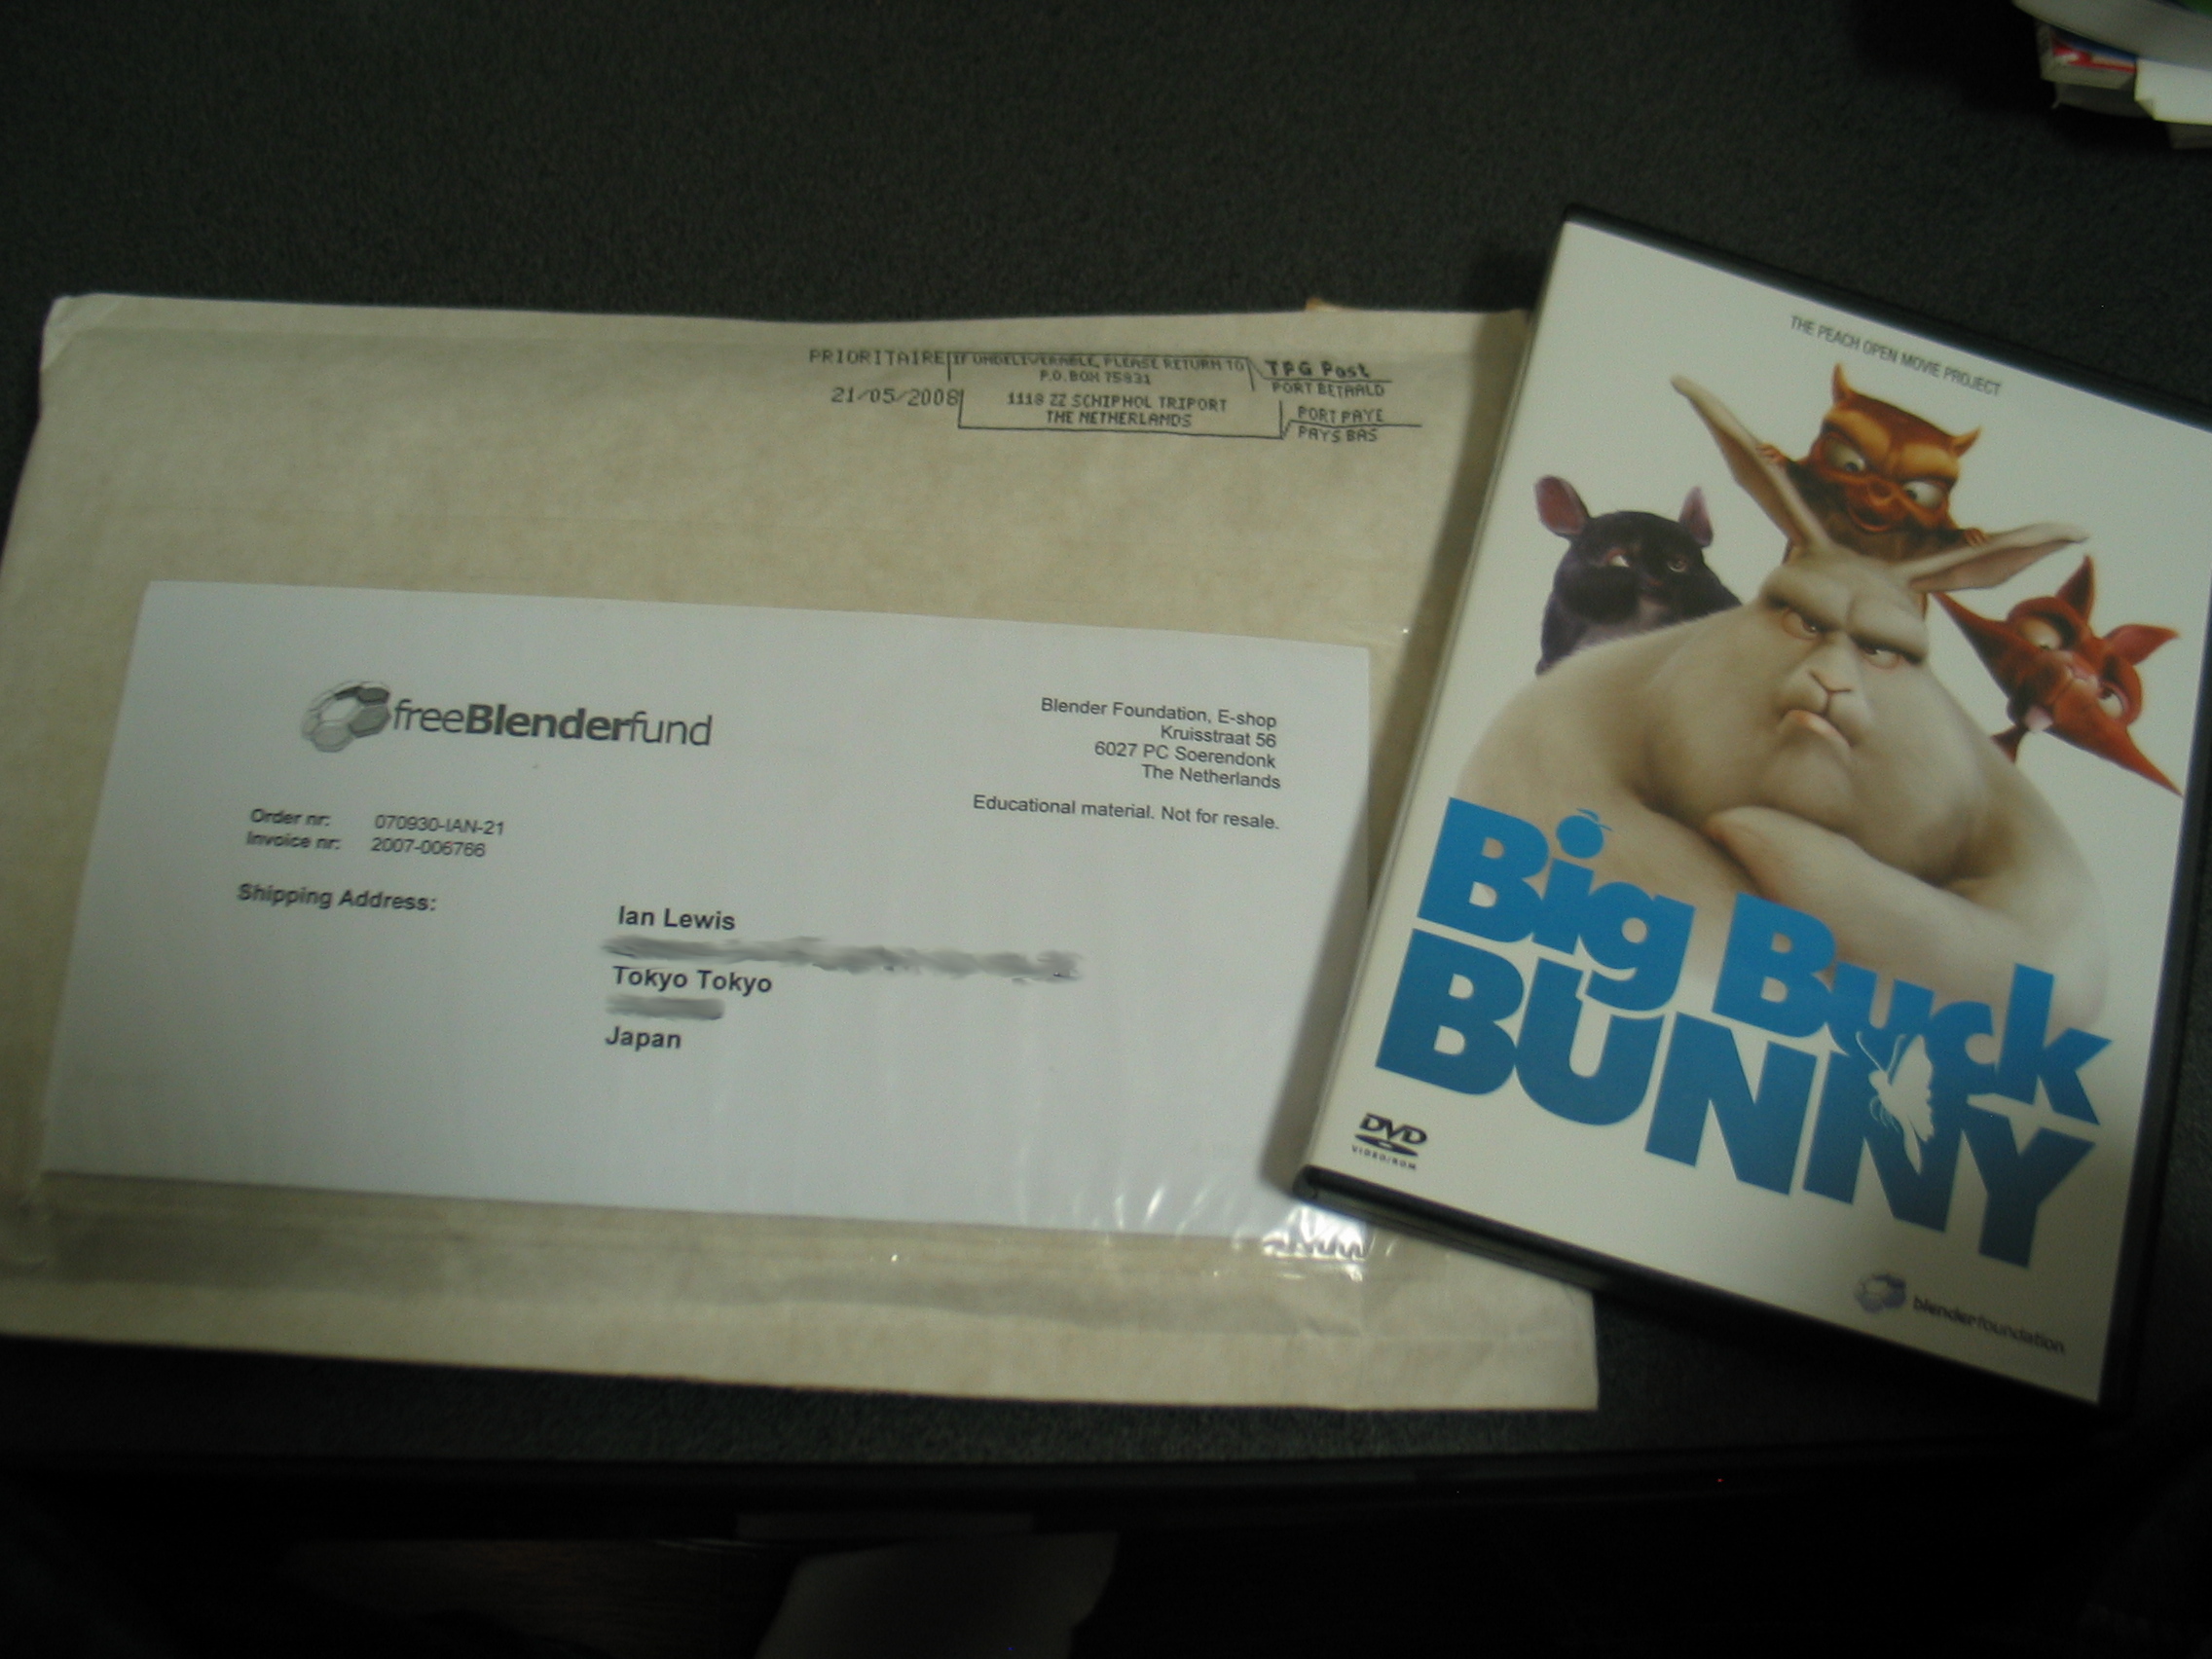 PRIORITAIRE
21/05/2008
IF UNDELIVERABLE, PLEASE RETURN TO
P.O. BOX 75931
1118 ZZ SCHIPHOL TRIPORT
THE NETHERLANDS
TPG Post
PORT BETAALD
PORT PAYE
PAYS BAS
freeBlenderfund
Blender Foundation, E-shop
Kruisstraat 56
6027 PC Soerendonk
The Netherlands
Educational material. Not for resale.
Order nr: 070930-IAN-21
Invoice nr: 2007-006766
Shipping Address:
Ian Lewis
Tokyo Tokyo
Japan
THE PEACH OPEN MOVIE PROJECT
Big Buck
BUNNY
DVD
VIDEO/ROM
blenderfoundation